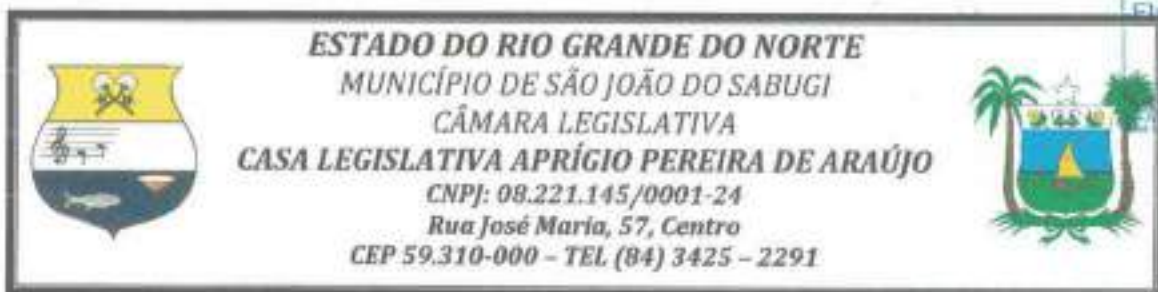 ESTADO DO RIO GRANDE DO NORTE
MUNICÍPIO DE SÃO JOÃO DO SABUGI
CÂMARA LEGISLATIVA
CASA LEGISLATIVA APRÍGIO PEREIRA DE ARAÚJO
CNPJ: 08.221.145/0001-24
Rua José Maria, 57, Centro
CEP 59.310-000 – TEL (84) 3425 – 2291